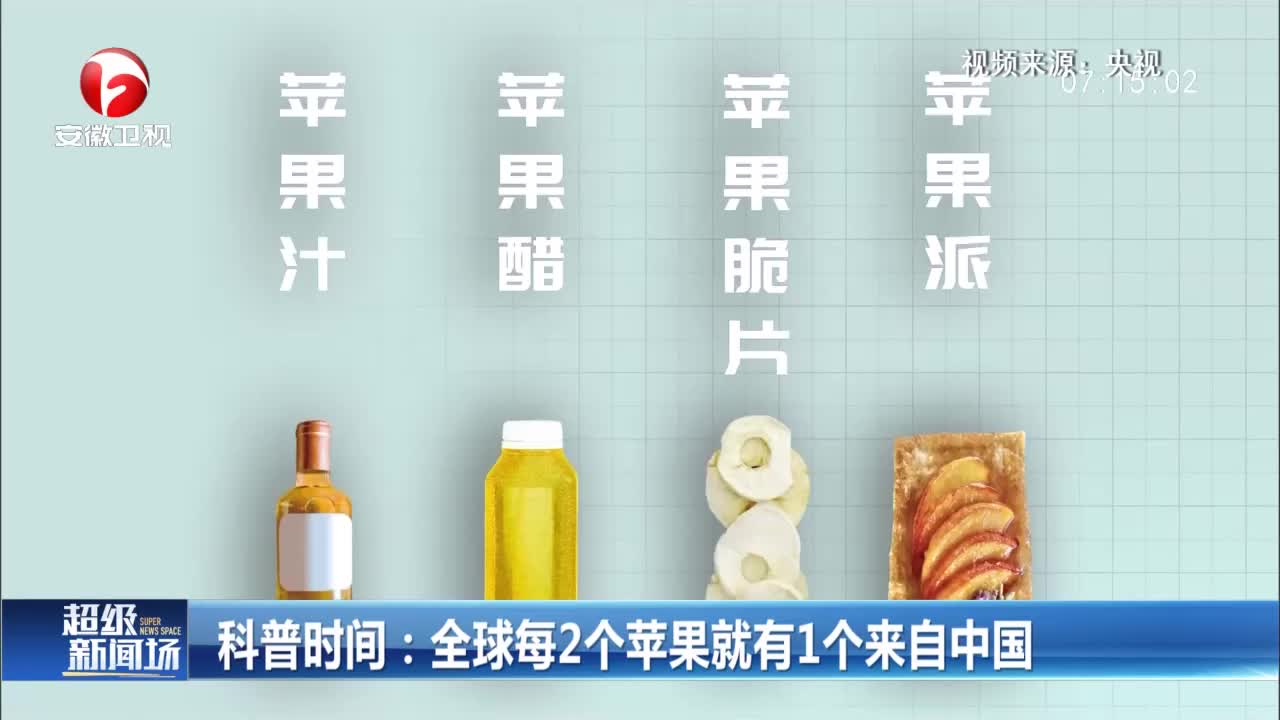 安徽卫视
视频来源：央视
07:15:02
苹果汁
苹果醋
苹果脆片
苹果派
超级新闻场
SUPER NEWS SPACE
科普时间：全球每2个苹果就有1个来自中国